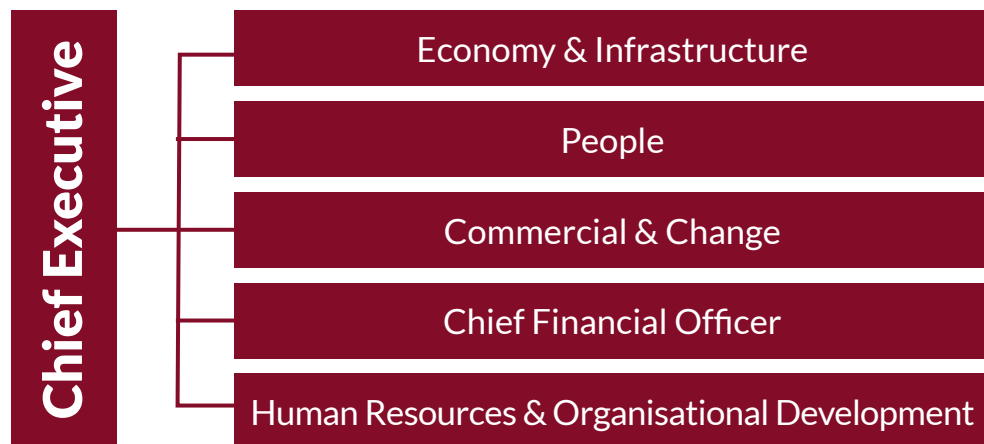 Chief Executive
Economy & Infrastructure
People
Commercial & Change
Chief Financial Officer
Human Resources & Organisational Development